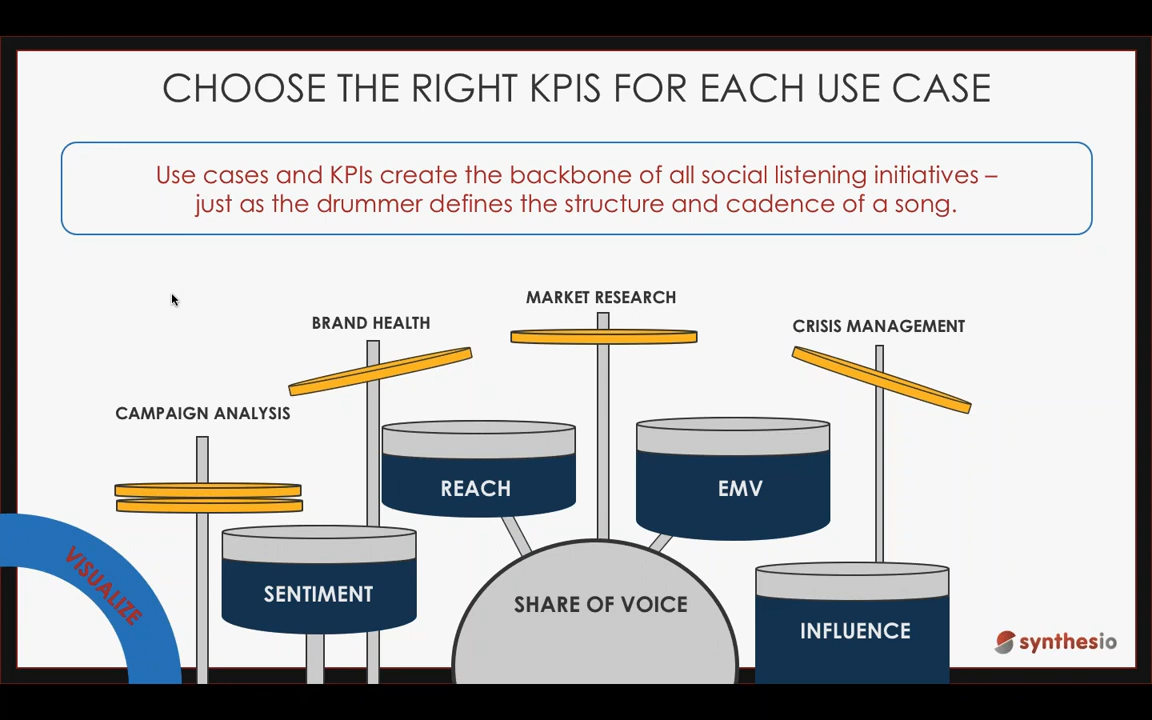 CHOOSE THE RIGHT KPIS FOR EACH USE CASE
Use cases and KPIs create the backbone of all social listening initiatives –
just as the drummer defines the structure and cadence of a song.
MARKET RESEARCH
BRAND HEALTH
CRISIS MANAGEMENT
CAMPAIGN ANALYSIS
REACH
EMV
VISUALIZE
SENTIMENT
SHARE OF VOICE
INFLUENCE
synthesio